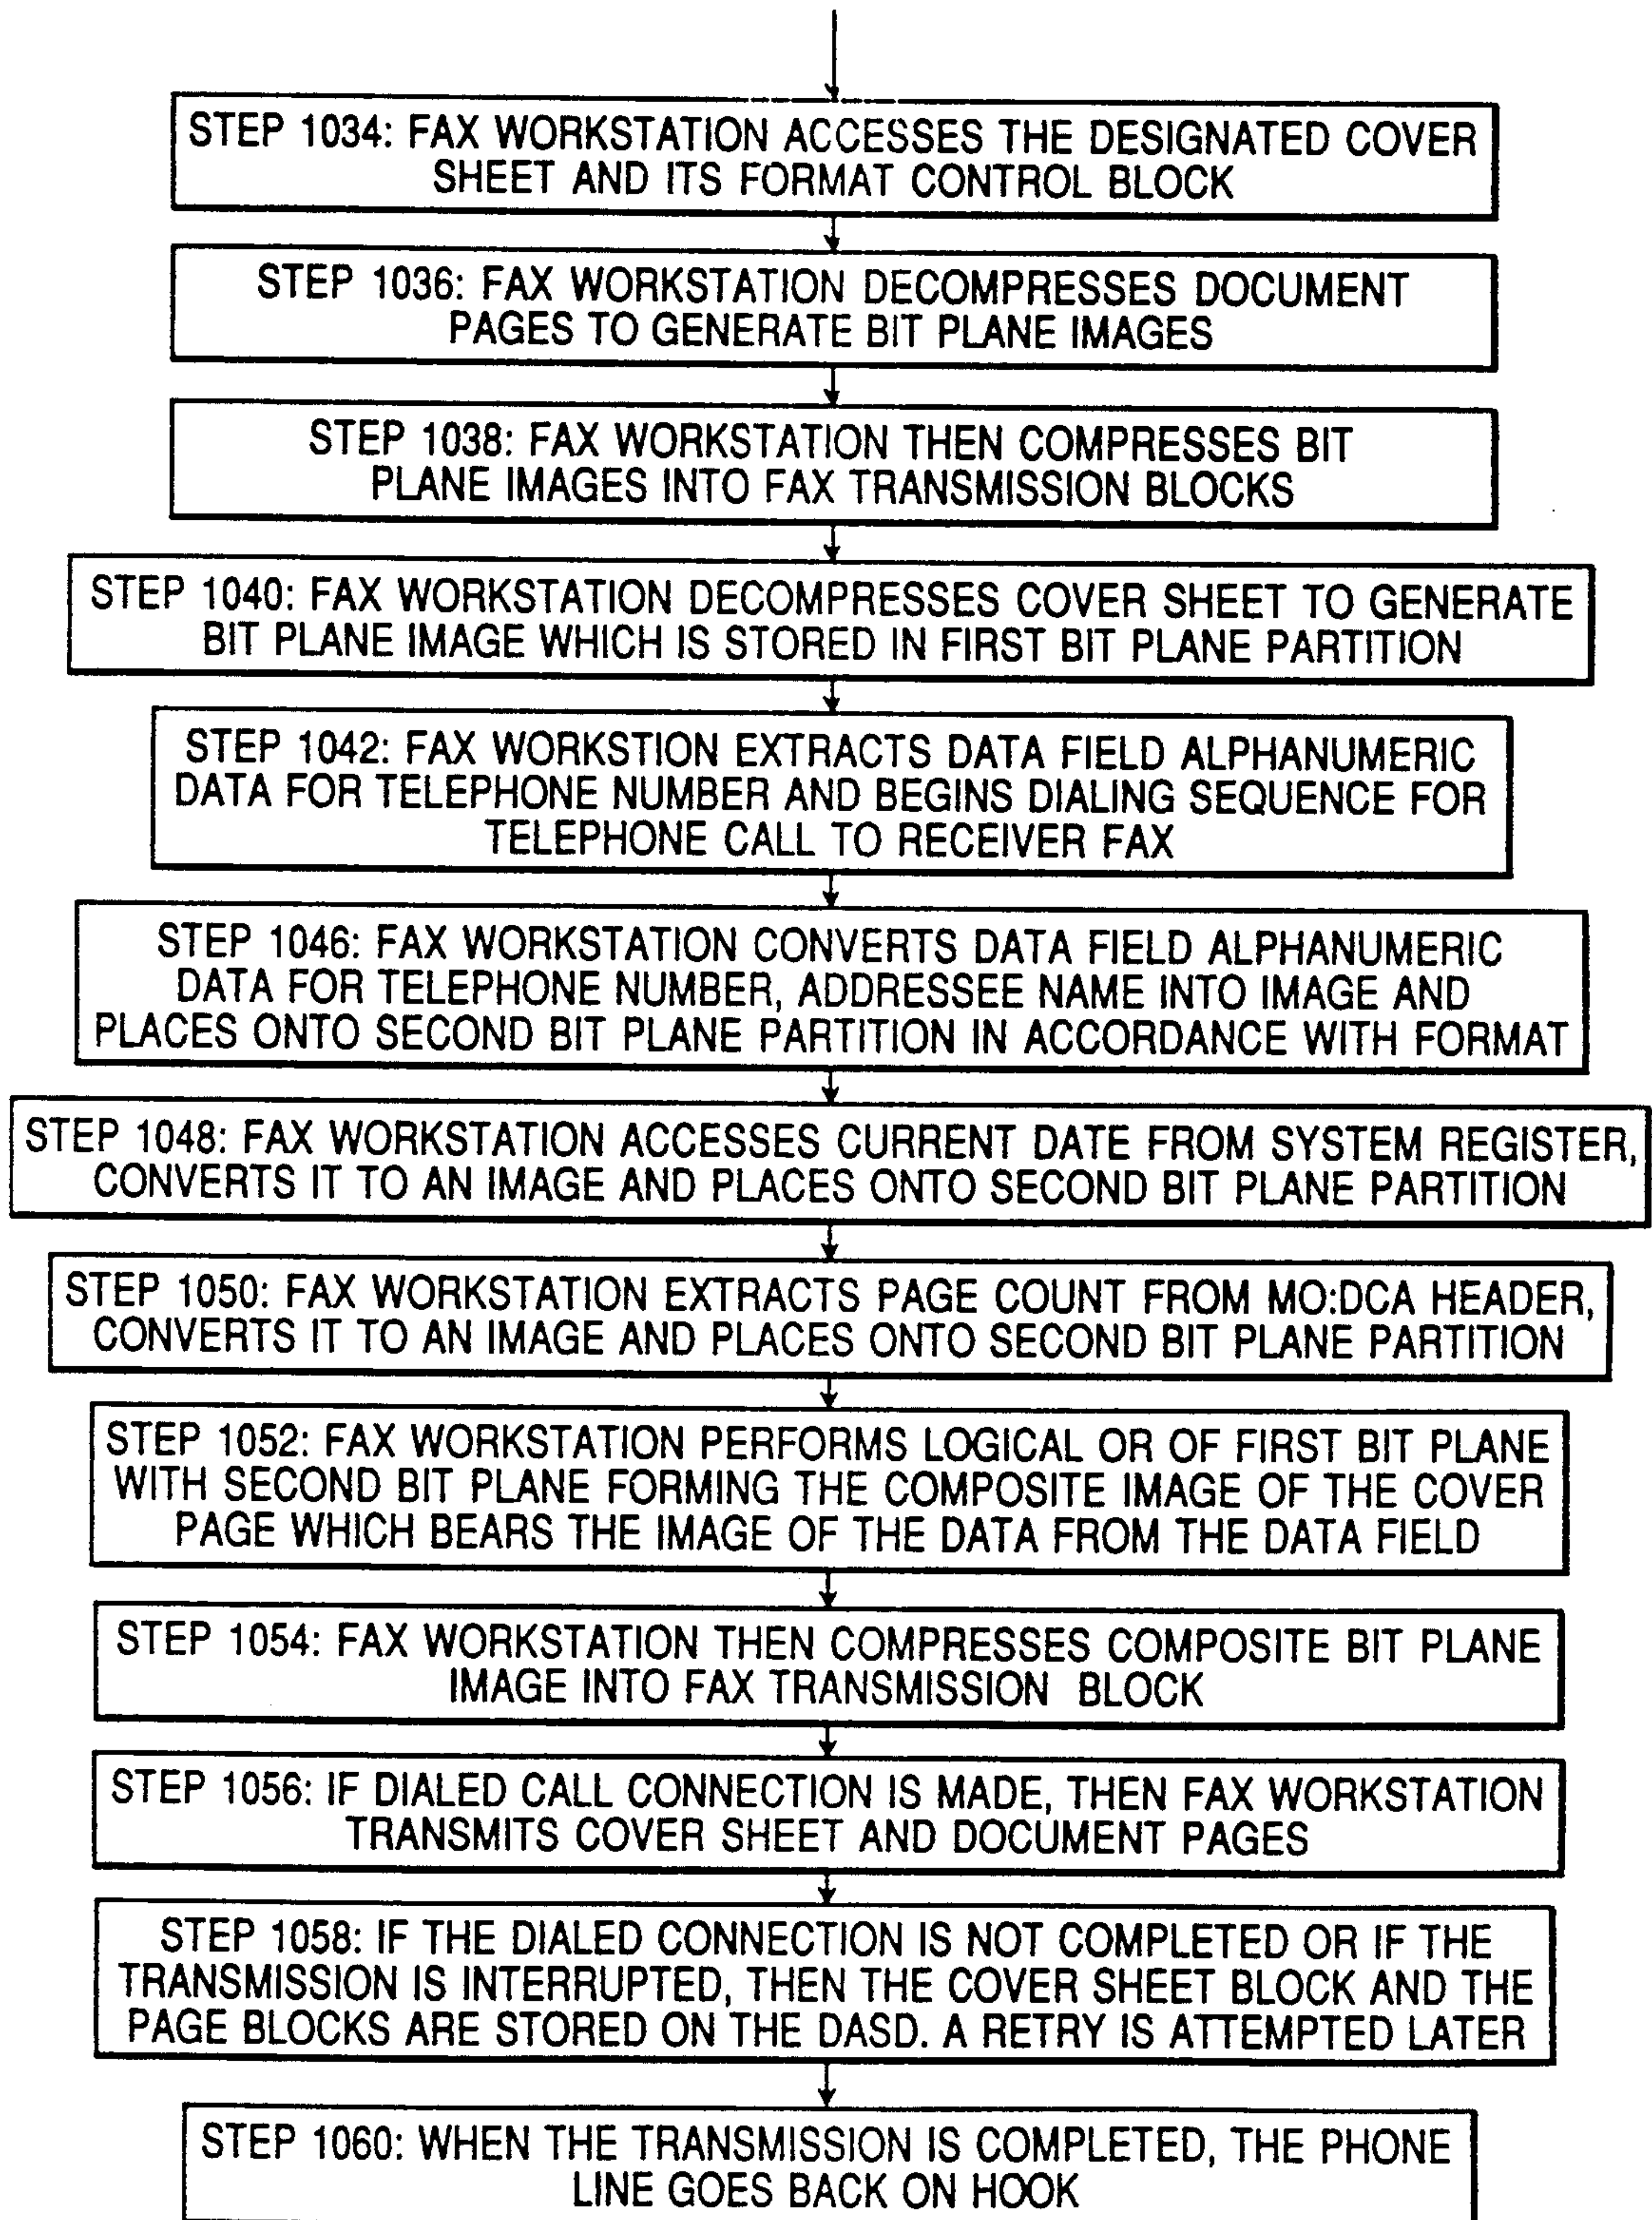 STEP 1034: FAX WORKSTATION ACCESSES THE DESIGNATED COVER
SHEET AND ITS FORMAT CONTROL BLOCK
STEP 1036: FAX WORKSTATION DECOMPRESSES DOCUMENT
PAGES TO GENERATE BIT PLANE IMAGES
STEP 1038: FAX WORKSTATION THEN COMPRESSES BIT
PLANE IMAGES INTO FAX TRANSMISSION BLOCKS
STEP 1040: FAX WORKSTATION DECOMPRESSES COVER SHEET TO GENERATE
BIT PLANE IMAGE WHICH IS STORED IN FIRST BIT PLANE PARTITION
STEP 1042: FAX WORKSTION EXTRACTS DATA FIELD ALPHANUMERIC
DATA FOR TELEPHONE NUMBER AND BEGINS DIALING SEQUENCE FOR
TELEPHONE CALL TO RECEIVER FAX
STEP 1046: FAX WORKSTATION CONVERTS DATA FIELD ALPHANUMERIC
DATA FOR TELEPHONE NUMBER, ADDRESSEE NAME INTO IMAGE AND
PLACES ONTO SECOND BIT PLANE PARTITION IN ACCORDANCE WITH FORMAT
STEP 1048: FAX WORKSTATION ACCESSES CURRENT DATE FROM SYSTEM REGISTER,
CONVERTS IT TO AN IMAGE AND PLACES ONTO SECOND BIT PLANE PARTITION
STEP 1050: FAX WORKSTATION EXTRACTS PAGE COUNT FROM MO:DCA HEADER,
CONVERTS IT TO AN IMAGE AND PLACES ONTO SECOND BIT PLANE PARTITION
STEP 1052: FAX WORKSTATION PERFORMS LOGICAL OR OF FIRST BIT PLANE
WITH SECOND BIT PLANE FORMING THE COMPOSITE IMAGE OF THE COVER
PAGE WHICH BEARS THE IMAGE OF THE DATA FROM THE DATA FIELD
STEP 1054: FAX WORKSTATION THEN COMPRESSES COMPOSITE BIT PLANE
IMAGE INTO FAX TRANSMISSION BLOCK
STEP 1056: IF DIALED CALL CONNECTION IS MADE, THEN FAX WORKSTATION
TRANSMITS COVER SHEET AND DOCUMENT PAGES
STEP 1058: IF THE DIALED CONNECTION IS NOT COMPLETED OR IF THE
TRANSMISSION IS INTERRUPTED, THEN THE COVER SHEET BLOCK AND THE
PAGE BLOCKS ARE STORED ON THE DASD. A RETRY IS ATTEMPTED LATER
STEP 1060: WHEN THE TRANSMISSION IS COMPLETED, THE PHONE
LINE GOES BACK ON HOOK